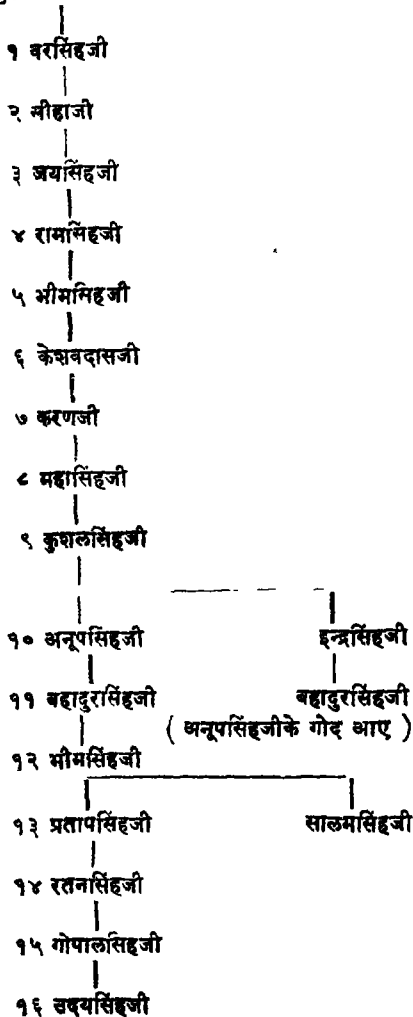 १ वरसिंहजी
२ सीहाजी
३ जयसिंहजी
४ रामसिंहजी
५ भीमसिंहजी
६ केशवदासजी
७ करणजी
८ महासिंहजी
९ कुशलसिंहजी
१० अनूपसिंहजी इन्द्रसिंहजी
११ बहादुरसिंहजी बहादुरसिंहजी
( अनूपसिंहजीके गोद आए )
१२ भीमसिंहजी
१३ प्रतापसिंहजी सालमसिंहजी
१४ रतनसिंहजी
१५ गोपालसिंहजी
१६ उदयसिंहजी